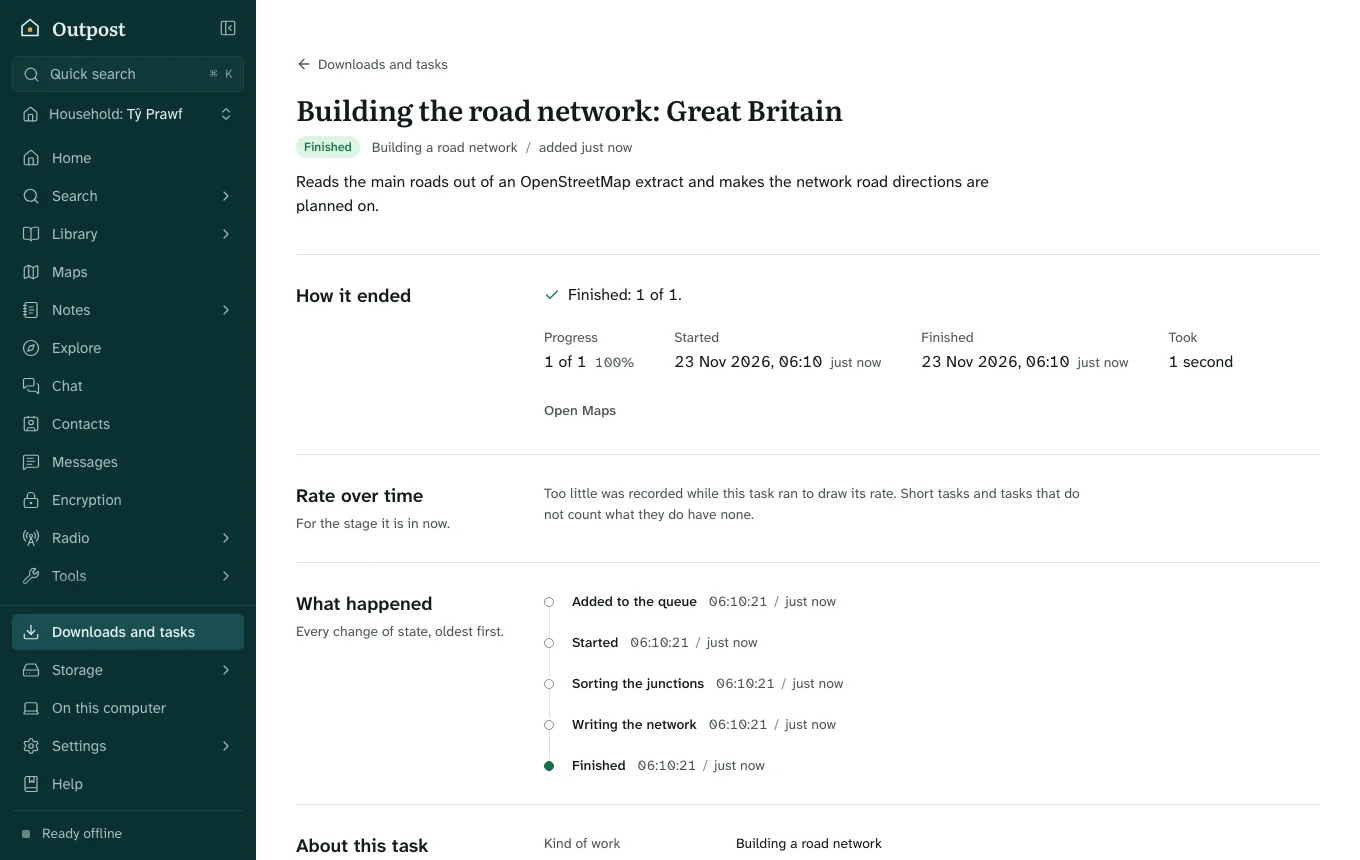 Outpost
Quick search ⌘ K
Household: Tŷ Prawf
Home
Search
Library
Maps
Notes
Explore
Chat
Contacts
Messages
Encryption
Radio
Tools
Downloads and tasks
Storage
On this computer
Settings
Help
Ready offline
Downloads and tasks
Building the road network: Great Britain
Finished Building a road network / added just now
Reads the main roads out of an OpenStreetMap extract and makes the network road directions are
planned on.
How it ended
Finished: 1 of 1.
Progress Started Finished Took
1 of 1 100% 23 Nov 2026, 06:10 just now 23 Nov 2026, 06:10 just now 1 second
Open Maps
Rate over time
For the stage it is in now.
Too little was recorded while this task ran to draw its rate. Short tasks and tasks that do
not count what they do have none.
What happened
Every change of state, oldest first.
Added to the queue 06:10:21 / just now
Started 06:10:21 / just now
Sorting the junctions 06:10:21 / just now
Writing the network 06:10:21 / just now
Finished 06:10:21 / just now
About this task
Kind of work Building a road network